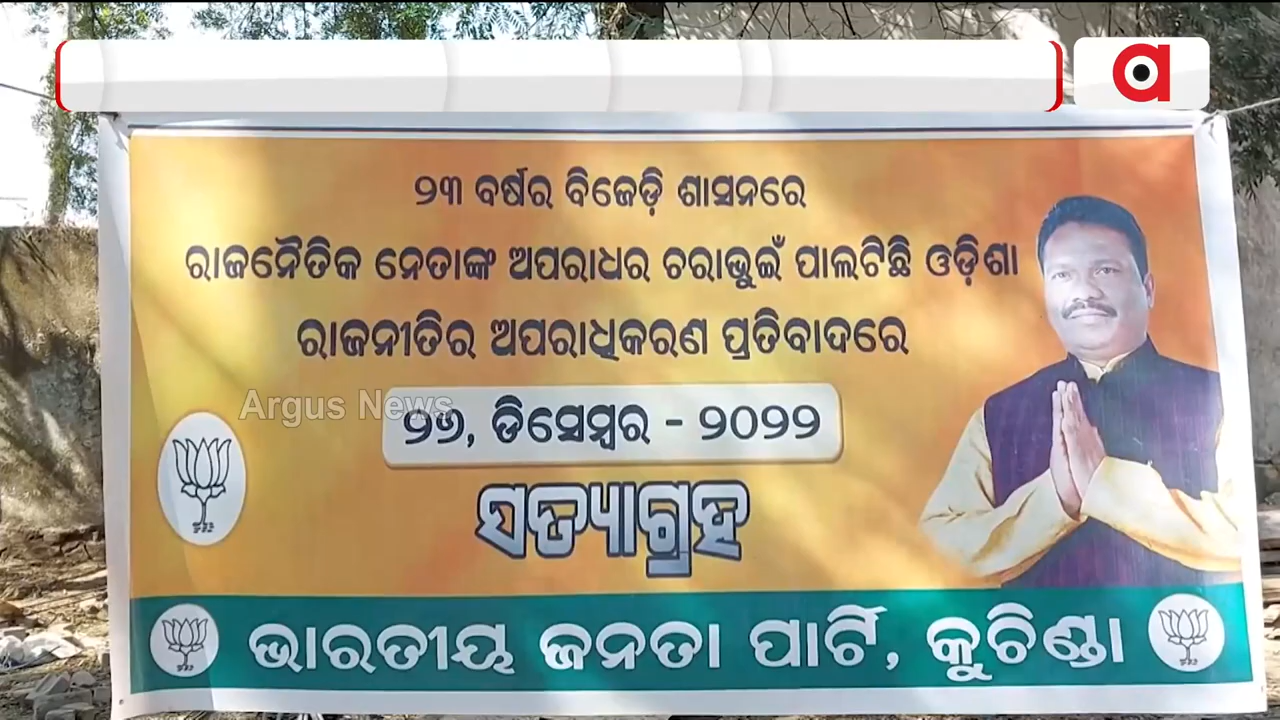 ୨୩ ବର୍ଷର ବିଜେଡ଼ି ଶାସନରେ
ରାଜନୈତିକ ନେତାଙ୍କ ଅପରାଧର ଚରାଭୁଇଁ ପାଲଟିଛି ଓଡ଼ିଶା
ରାଜନୀତିର ଅପରାଧିକରଣ ପ୍ରତିବାଦରେ
Argus News
୨୬, ଡିସେମ୍ବର - ୨୦୨୨
ସତ୍ୟାଗ୍ରହ
ଭାରତୀୟ ଜନତା ପାର୍ଟି, କୁଚିଣ୍ଡା